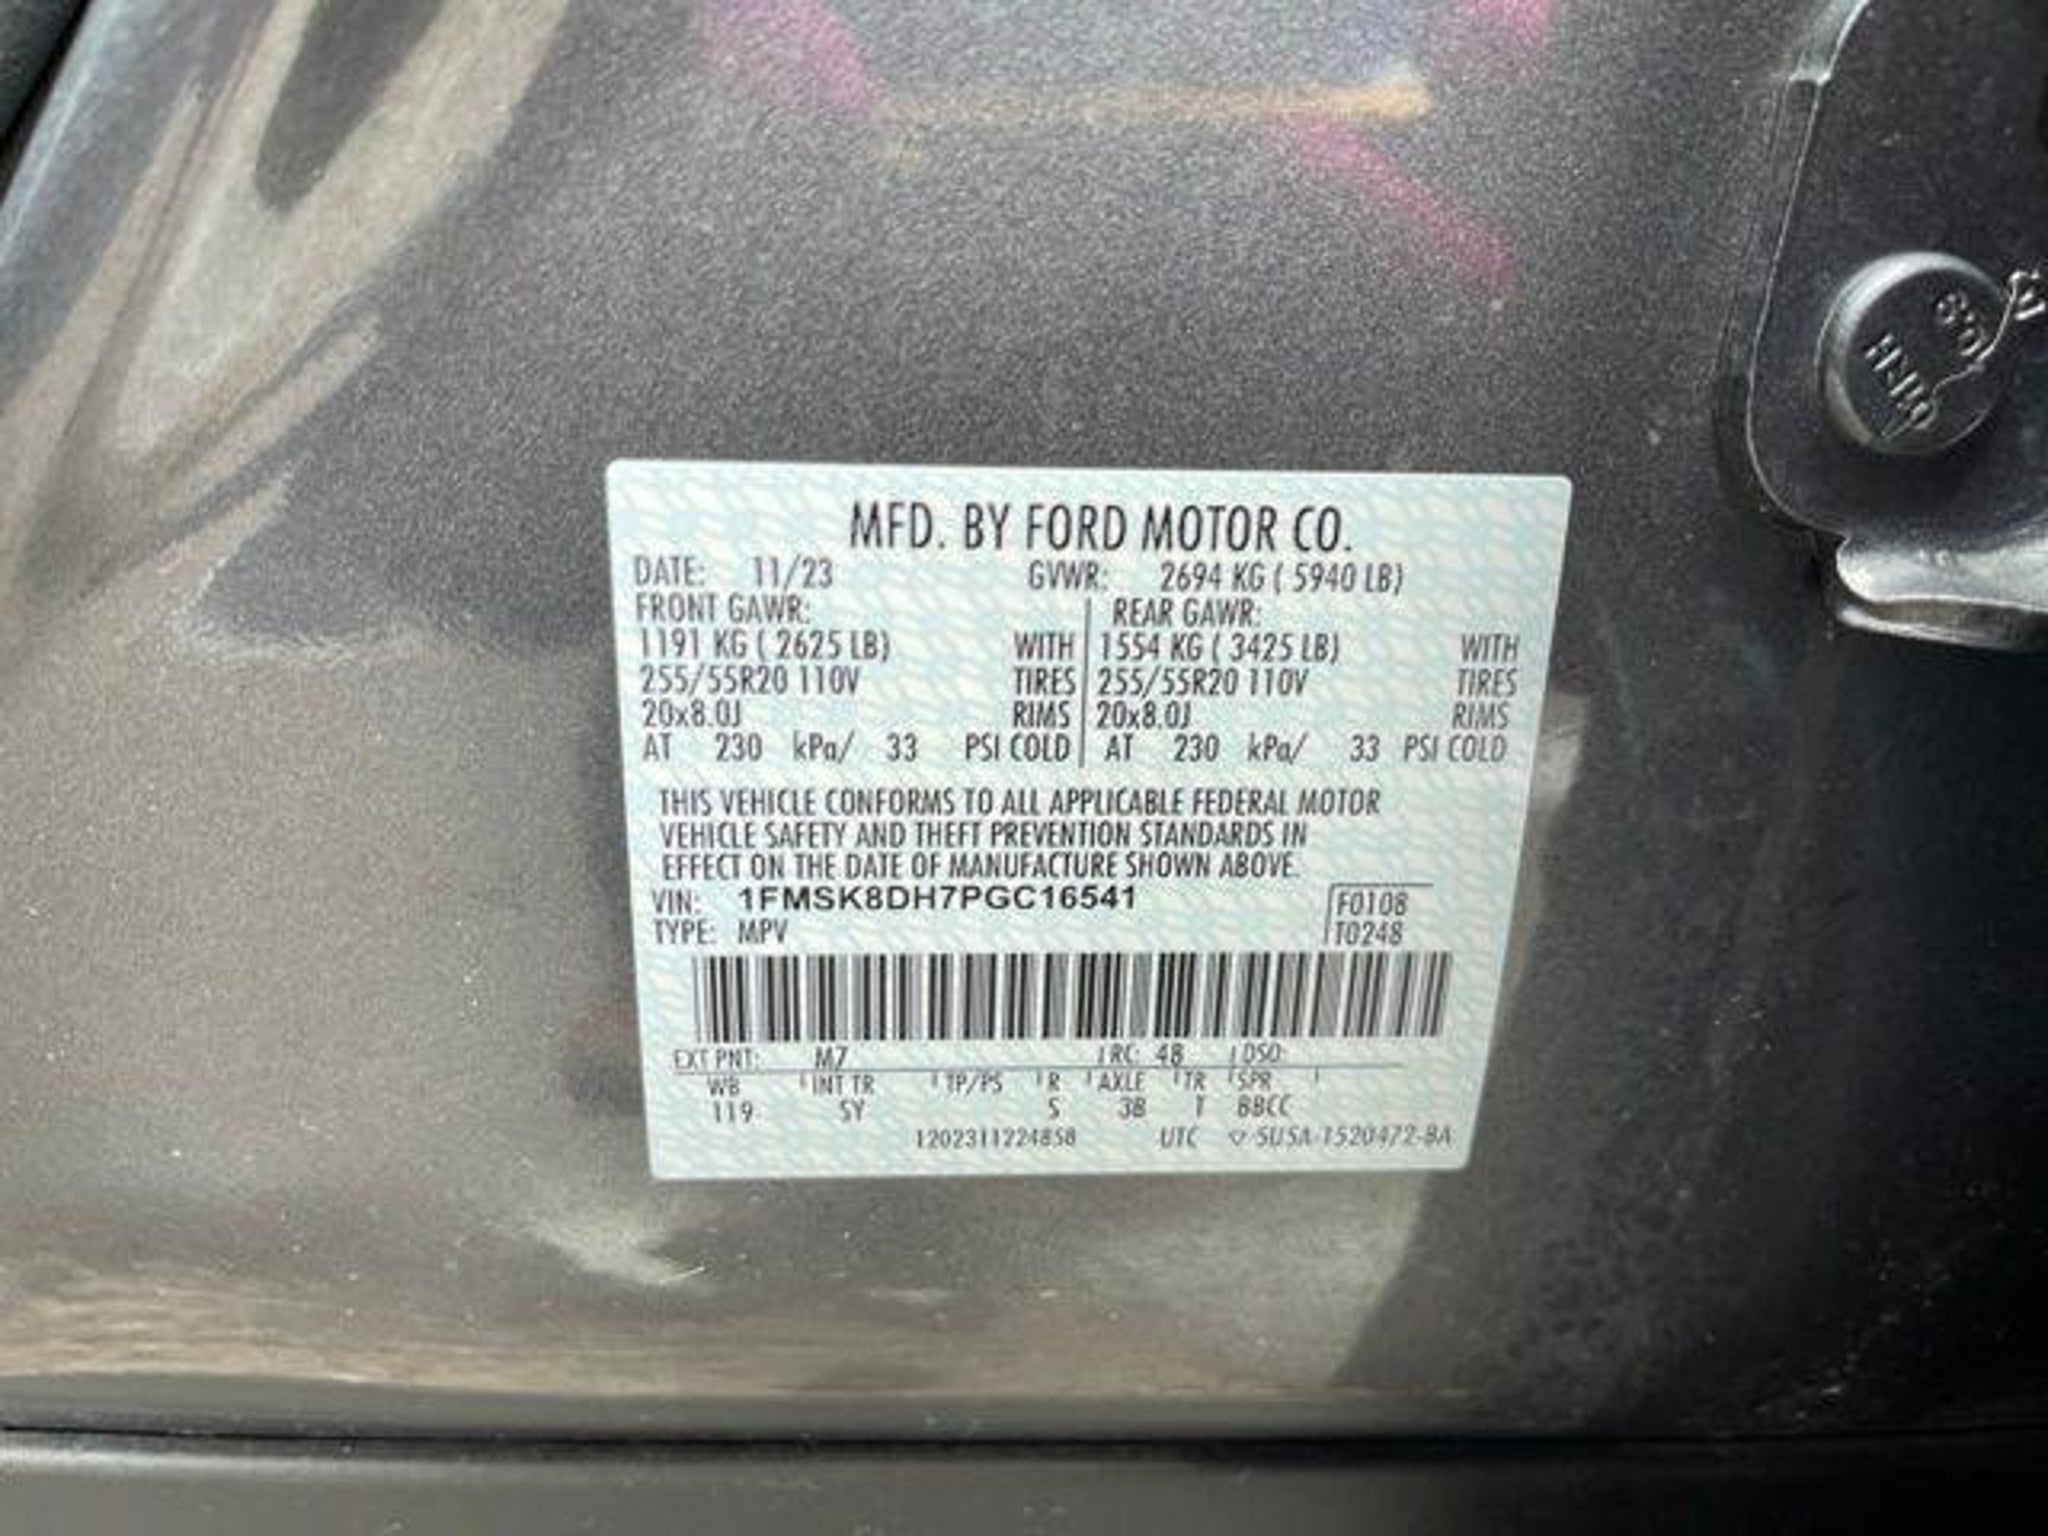 MFD. BY FORD MOTOR CO.
DATE: 11/23 GVWR: 2694 KG ( 5940 LB)
FRONT GAWR: REAR GAWR:
1191 KG ( 2625 LB) WITH 1554 KG ( 3425 LB) WITH
255/55R20 110V TIRES 255/55R20 110V TIRES
20x8.0J RIMS 20x8.0J RIMS
AT 230 kPa/ 33 PSI COLD AT 230 kPa/ 33 PSI COLD
THIS VEHICLE CONFORMS TO ALL APPLICABLE FEDERAL MOTOR
VEHICLE SAFETY AND THEFT PREVENTION STANDARDS IN
EFFECT ON THE DATE OF MANUFACTURE SHOWN ABOVE.
VIN: 1FMSK8DH7PGC16541 F0108
TYPE: MPV T0248
EXT PNT: M7 RC: 48 DSO:
WB INT TR TP/PS R AXLE TR SPR
119 SY S 3B T BBCC
1202311224858 UTC 5U5A-1520472-BA